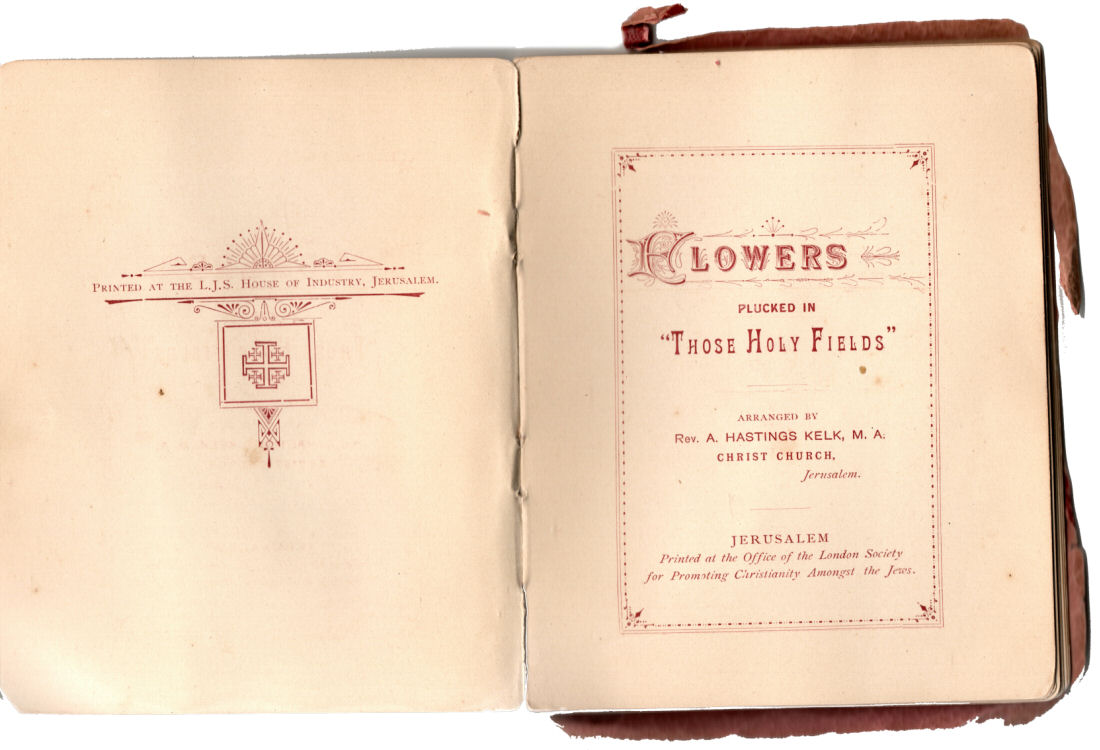 PRINTED AT THE L.J.S. HOUSE OF INDUSTRY, JERUSALEM.
FLOWERS
PLUCKED IN
"THOSE HOLY FIELDS"
ARRANGED BY
Rev. A. HASTINGS KELK, M. A.
CHRIST CHURCH,
Jerusalem.
JERUSALEM
Printed at the Office of the London Society
for Promoting Christianity Amongst the Jews.